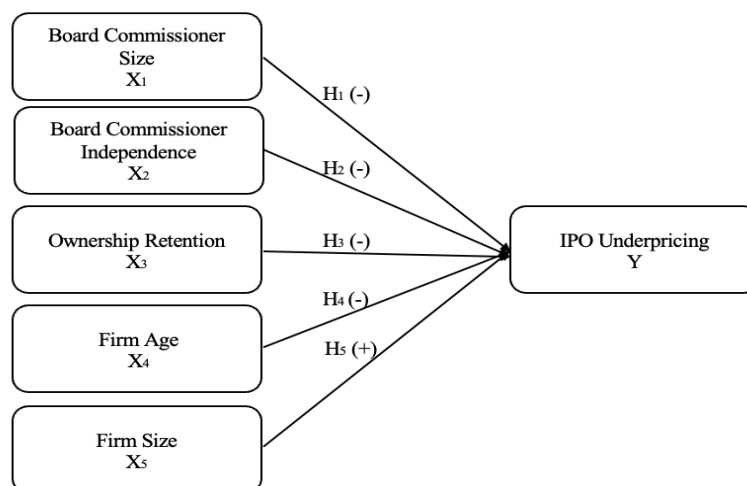 Board Commissioner
Size
X₁
H₁ (-)
Board Commissioner
Independence
X₂
H₂ (-)
Ownership Retention
X₃
H₃ (-)
IPO Underpricing
Y
Firm Age
X₄
H₄ (-)
H₅ (+)
Firm Size
X₅